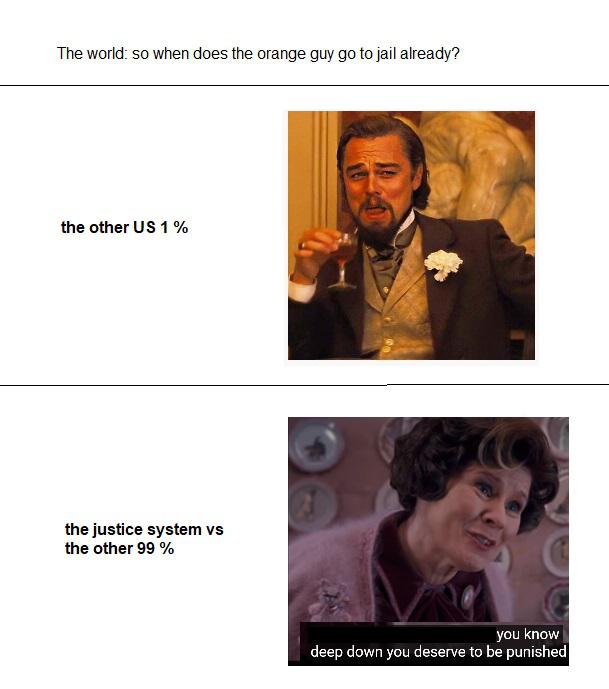 The world: so when does the orange guy go to jail already?
the other US 1 %
the justice system vs
the other 99 %
you know
deep down you deserve to be punished